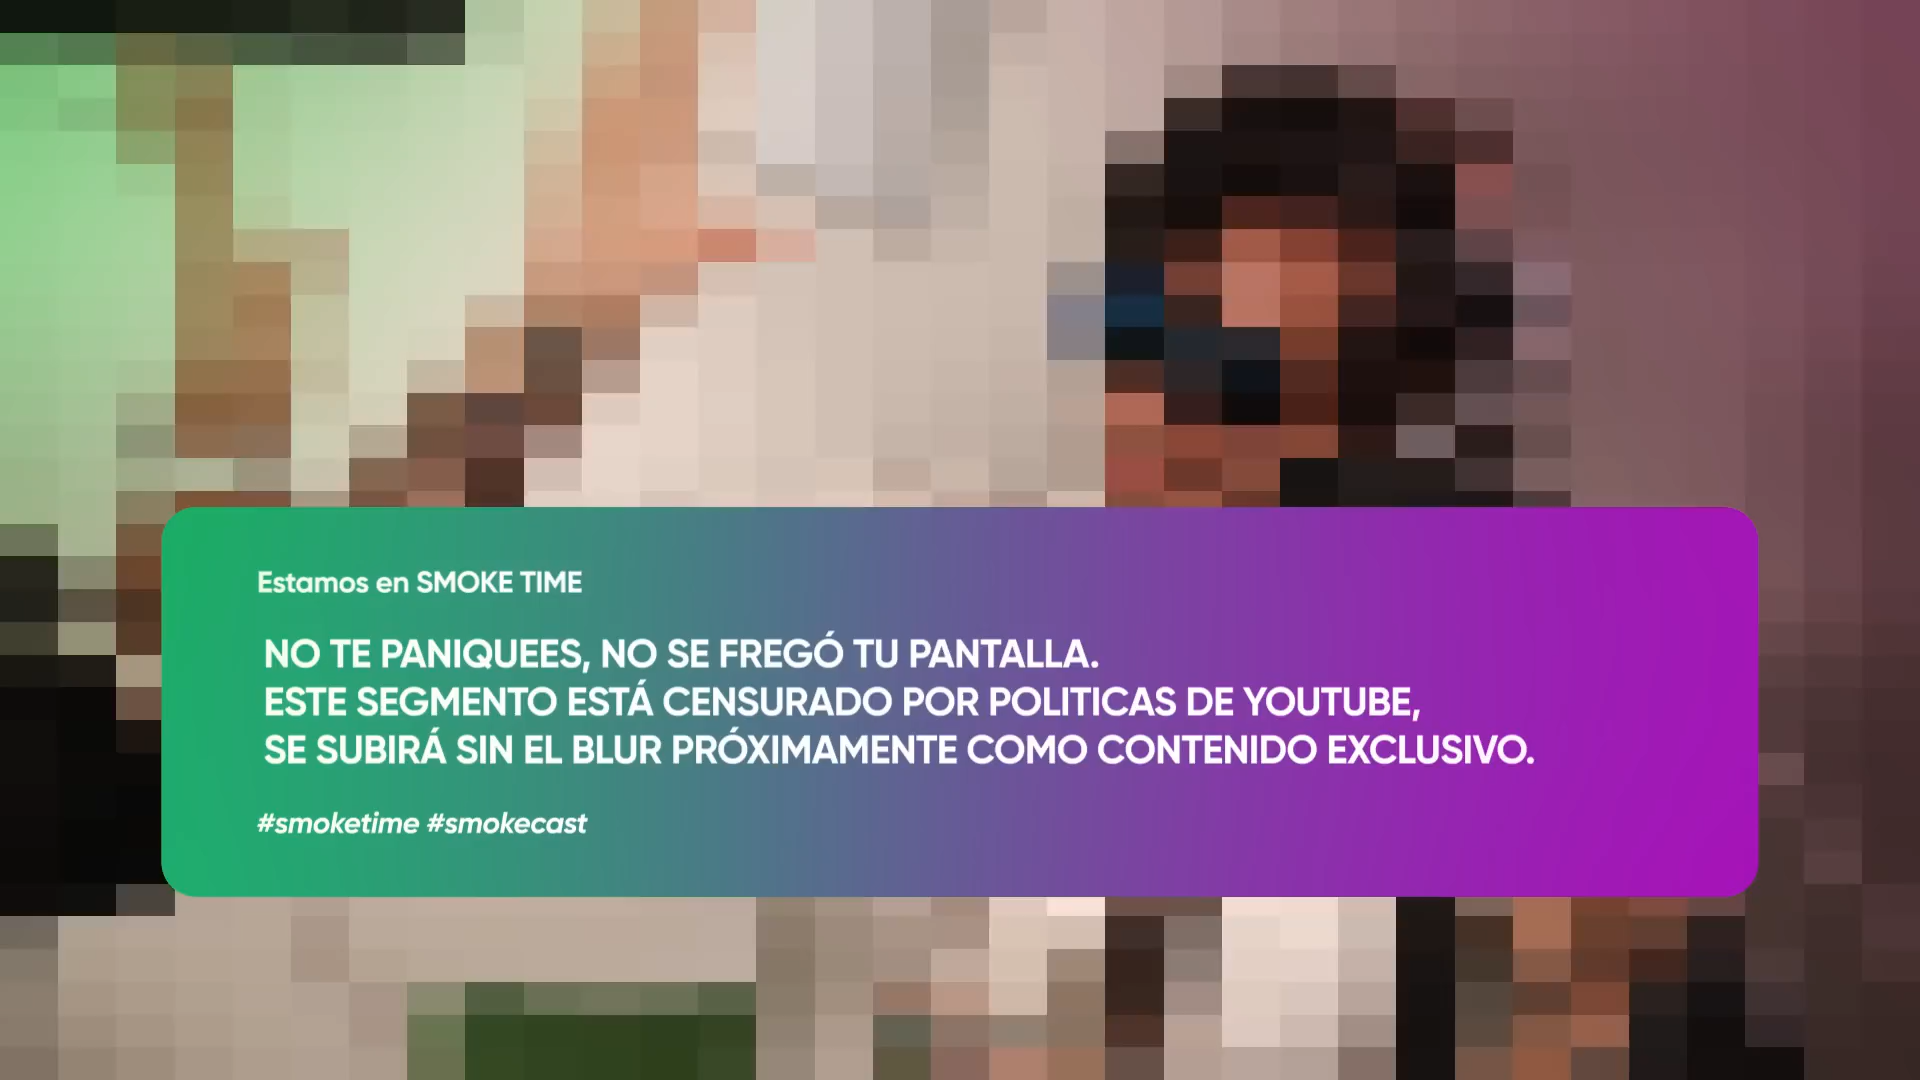 Estamos en SMOKE TIME
NO TE PANIQUEES, NO SE FREGÓ TU PANTALLA.
ESTE SEGMENTO ESTÁ CENSURADO POR POLITICAS DE YOUTUBE,
SE SUBIRÁ SIN EL BLUR PRÓXIMAMENTE COMO CONTENIDO EXCLUSIVO.
#smoketime #smokecast